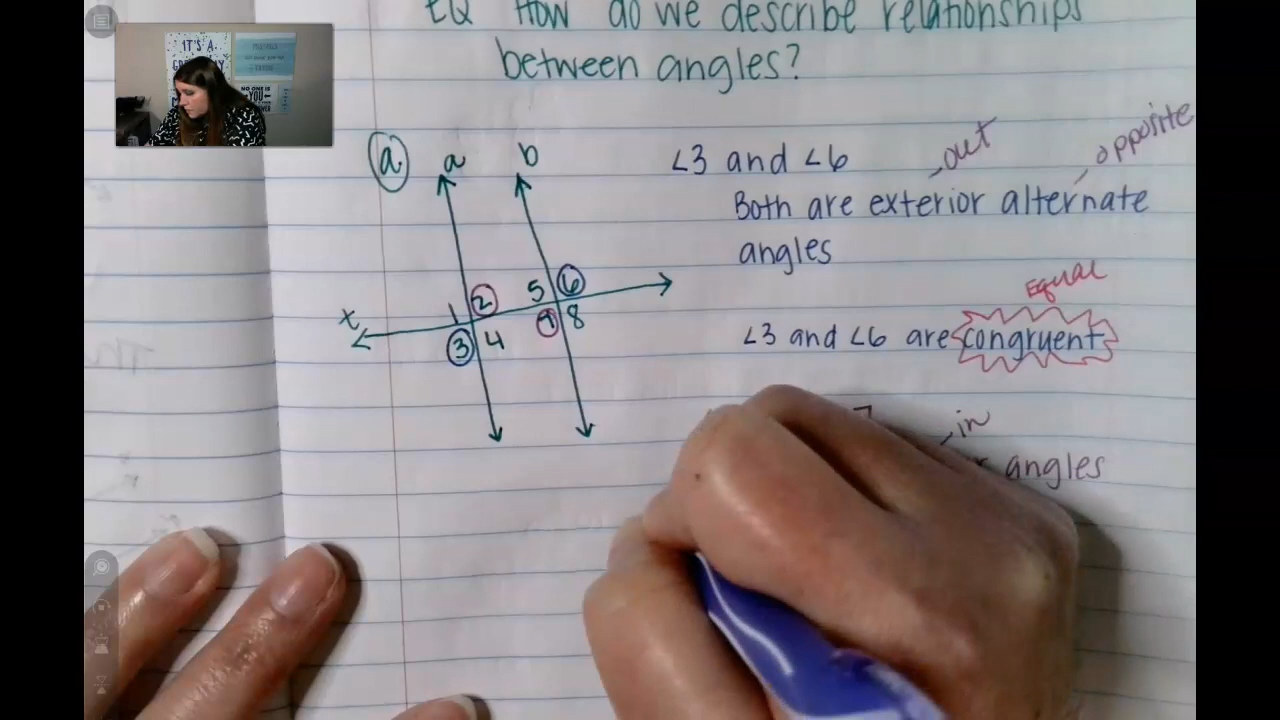 EQ How do we describe relationships
between angles?
IT'S A
NO ONE IS
YOU
a
a
b
∠3 and ∠6
out
opposite
Both are exterior alternate
angles
1
2
5
6
t
3
4
7
8
Equal
∠3 and ∠6 are congruent
in
angles